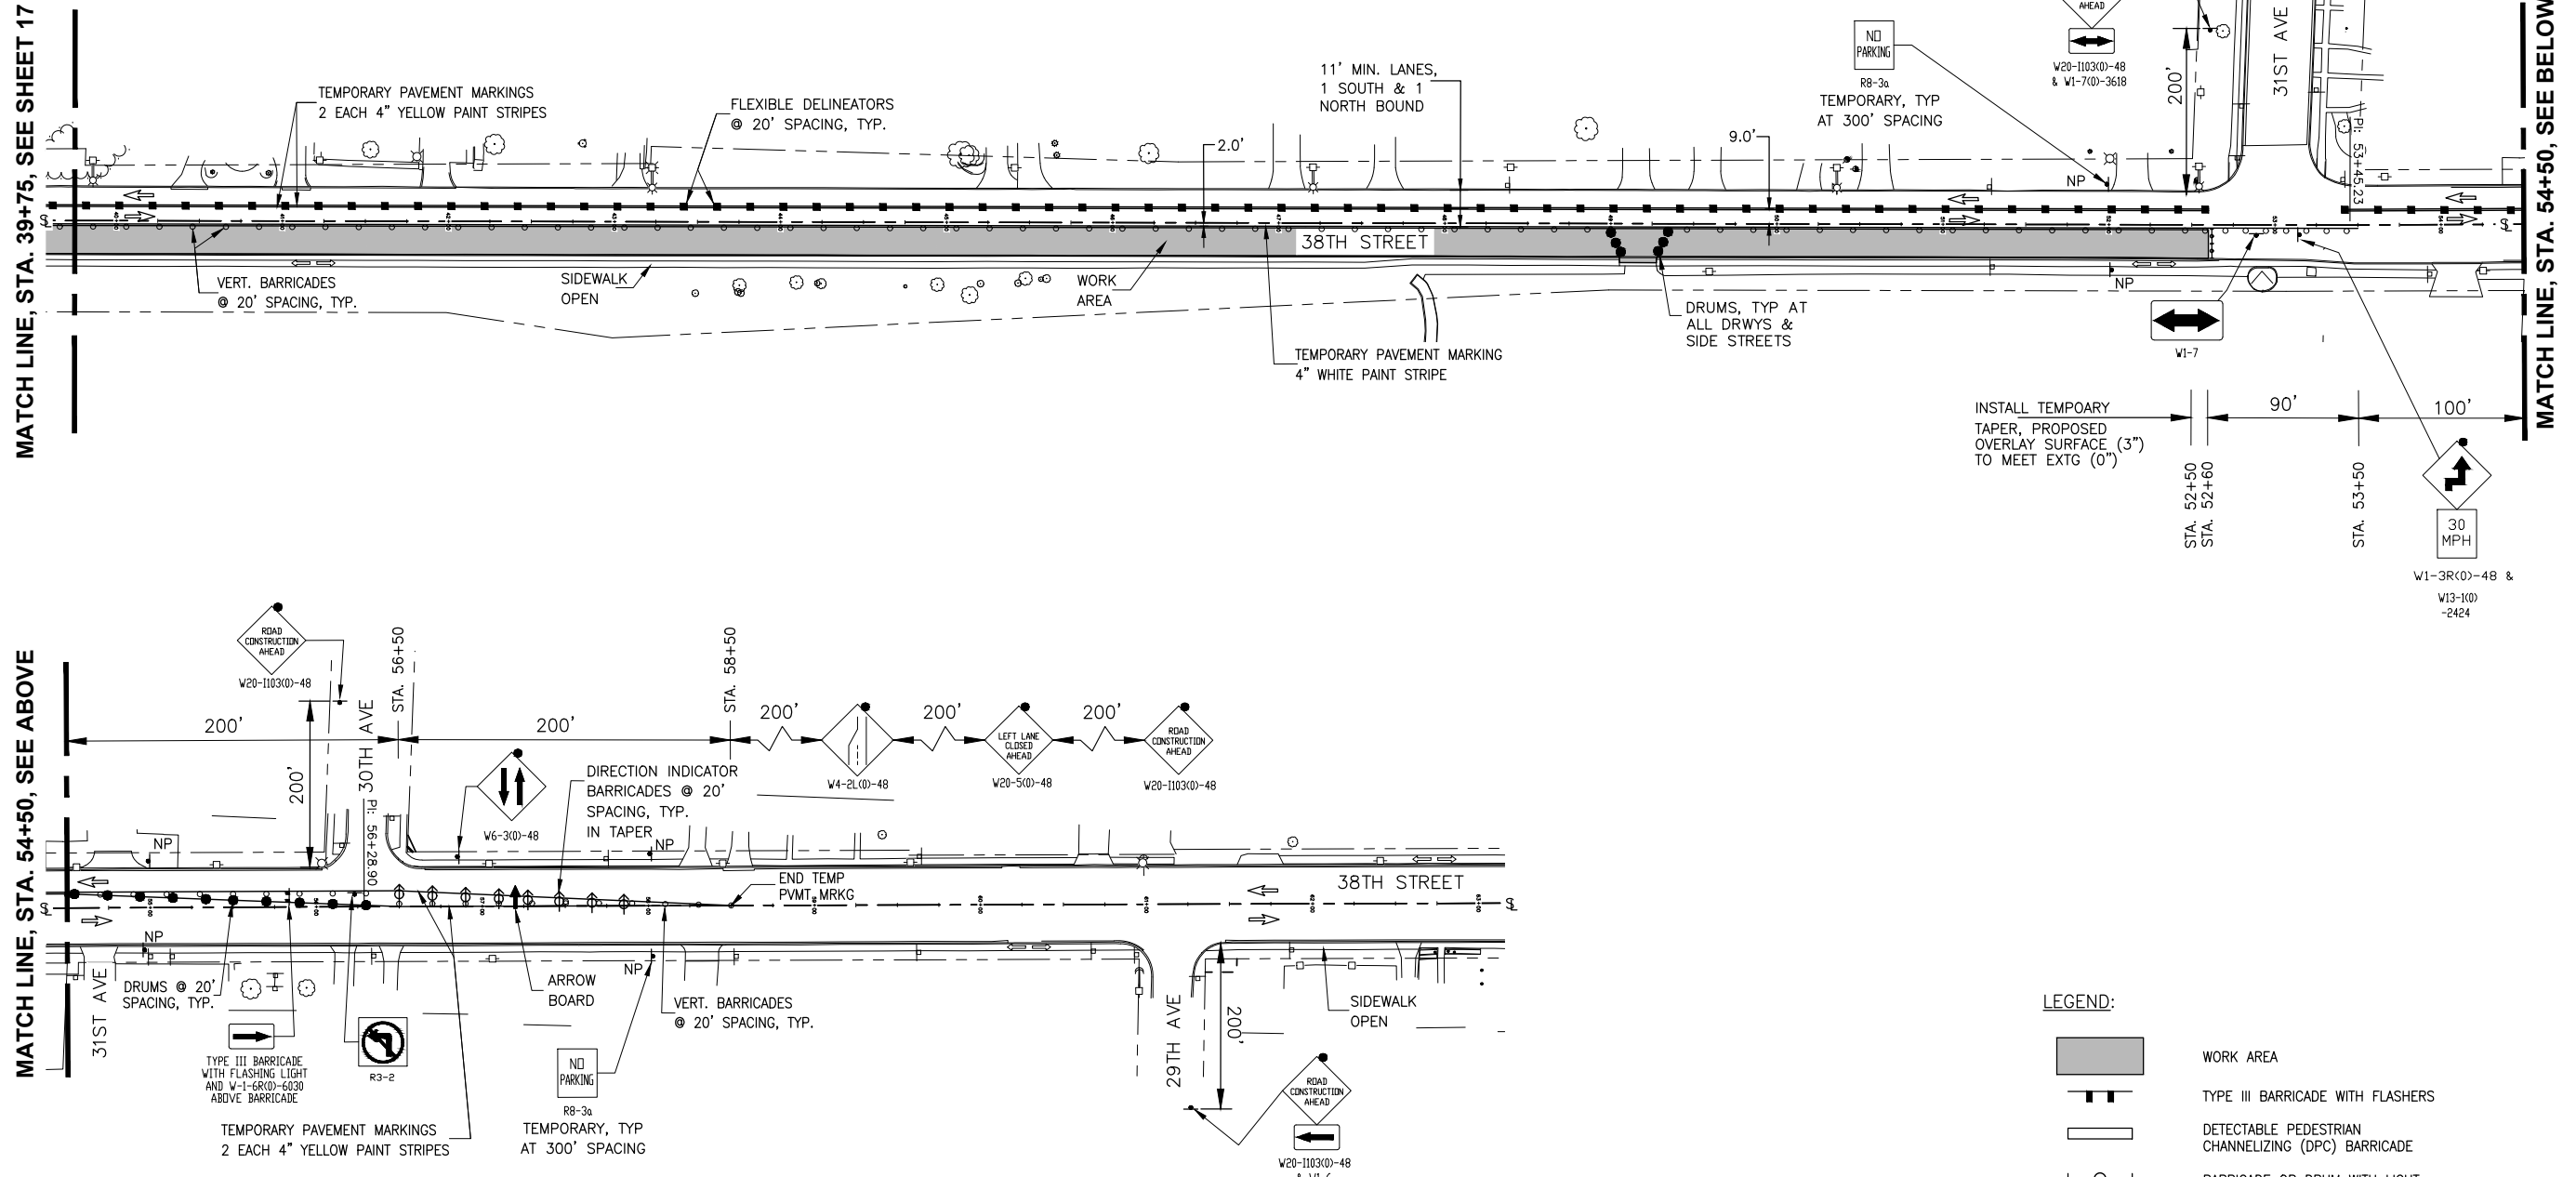 MATCH LINE, STA. 39+75, SEE SHEET 17
TEMPORARY PAVEMENT MARKINGS
2 EACH 4" YELLOW PAINT STRIPES
FLEXIBLE DELINEATORS
@ 20' SPACING, TYP.
11' MIN. LANES,
1 SOUTH & 1
NORTH BOUND
2.0'
9.0'
NO
PARKING
R8-3a
TEMPORARY, TYP
AT 300' SPACING
AHEAD
W20-I103(O)-48
& W1-7(O)-3618
200'
31ST AVE
PI: 53+45.23
NP
MATCH LINE, STA. 54+50, SEE BELOW
38TH STREET
VERT. BARRICADES
@ 20' SPACING, TYP.
SIDEWALK
OPEN
WORK
AREA
TEMPORARY PAVEMENT MARKING
4" WHITE PAINT STRIPE
DRUMS, TYP AT
ALL DRWYS &
SIDE STREETS
NP
W1-7
INSTALL TEMPOARY
TAPER, PROPOSED
OVERLAY SURFACE (3")
TO MEET EXTG (0")
90'
100'
STA. 52+50
STA. 52+60
STA. 53+50
30
MPH
W1-3R(O)-48 &
W13-1(O)
-2424
MATCH LINE, STA. 54+50, SEE ABOVE
ROAD
CONSTRUCTION
AHEAD
W20-I103(O)-48
200'
200'
30TH AVE
PI: 56+28.90
STA. 56+50
200'
STA. 58+50
W6-3(O)-48
DIRECTION INDICATOR
BARRICADES @ 20'
SPACING, TYP.
IN TAPER
200'
W4-2L(O)-48
200'
LEFT LANE
CLOSED
AHEAD
W20-5(O)-48
200'
ROAD
CONSTRUCTION
AHEAD
W20-I103(O)-48
NP
NP
END TEMP
PVMT MRKG
38TH STREET
NP
31ST AVE
DRUMS @ 20'
SPACING, TYP.
TYPE III BARRICADE
WITH FLASHING LIGHT
AND W-1-6R(O)-6030
ABOVE BARRICADE
R3-2
TEMPORARY PAVEMENT MARKINGS
2 EACH 4" YELLOW PAINT STRIPES
ARROW
BOARD
NP
NO
PARKING
R8-3a
TEMPORARY, TYP
AT 300' SPACING
VERT. BARRICADES
@ 20' SPACING, TYP.
29TH AVE
200'
SIDEWALK
OPEN
ROAD
CONSTRUCTION
AHEAD
W20-I103(O)-48
LEGEND:
WORK AREA
TYPE III BARRICADE WITH FLASHERS
DETECTABLE PEDESTRIAN
CHANNELIZING (DPC) BARRICADE
BARRICADE OR DRUM WITH LIGHT